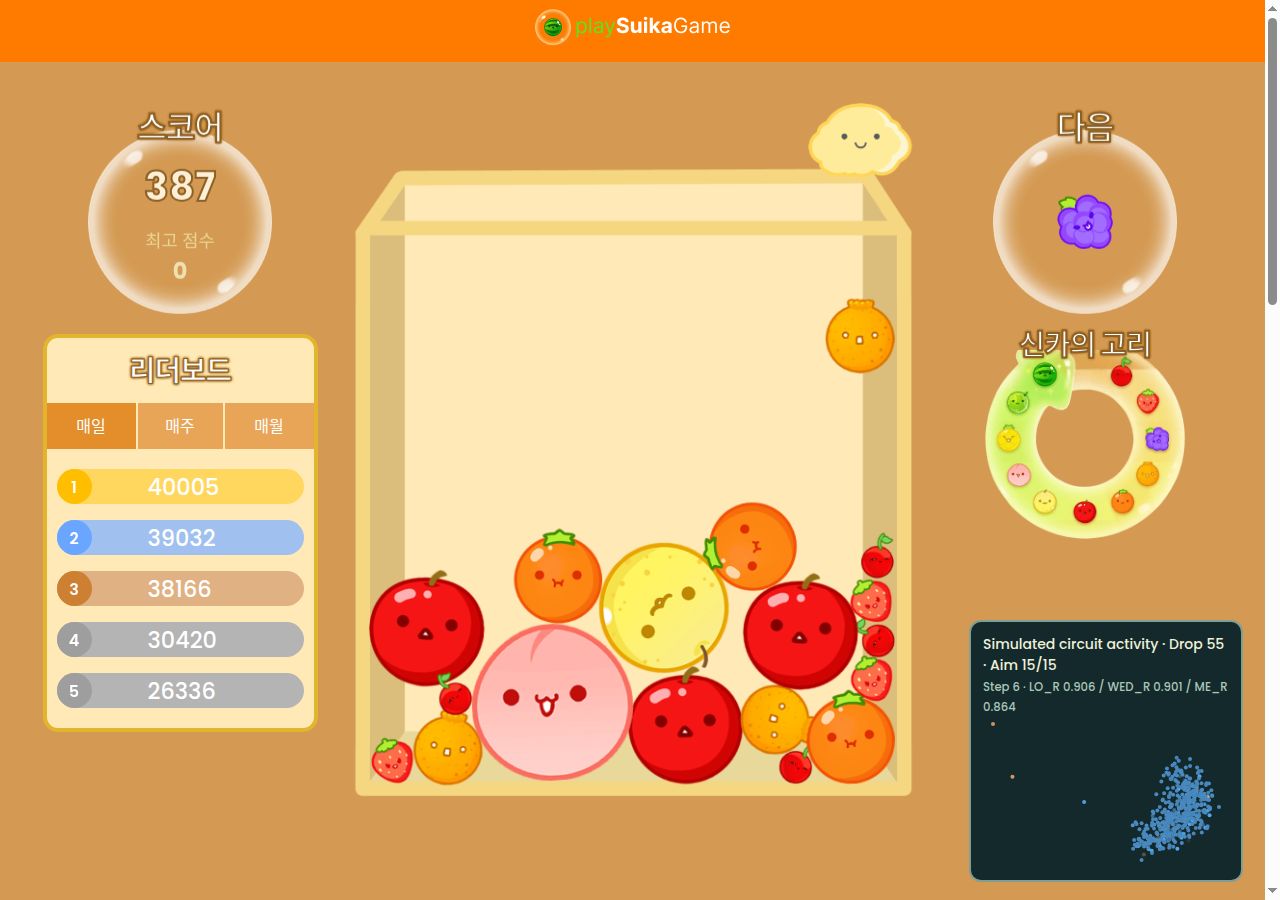 playSuikaGame
스코어
387
최고 점수
0
리더보드
매일
매주
매월
1
40005
2
39032
3
38166
4
30420
5
26336
다음
신카의 고리
Simulated circuit activity · Drop 55
· Aim 15/15
Step 6 · LO_R 0.906 / WED_R 0.901 / ME_R
0.864